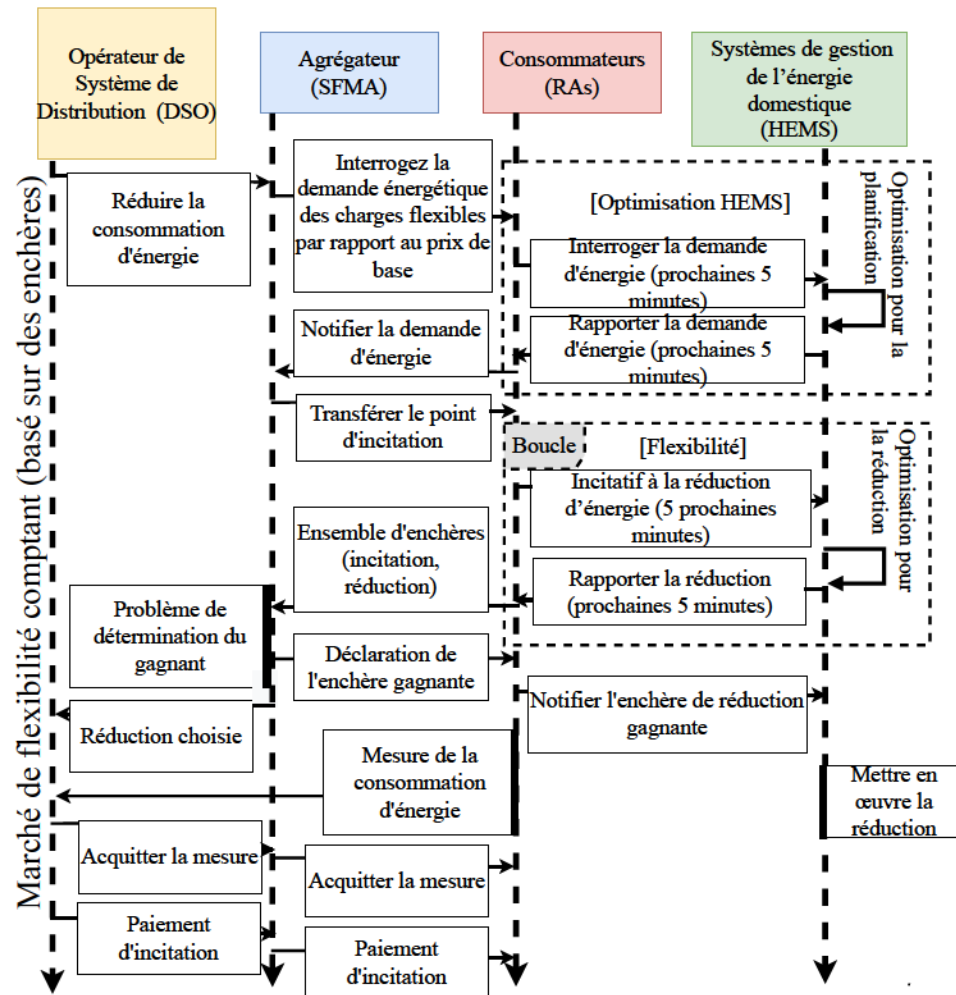 Opérateur de
Système de
Distribution (DSO)
Agrégateur
(SFMA)
Consommateurs
(RAs)
Systèmes de gestion
de l'énergie
domestique
(HEMS)
Marché de flexibilité comptant (basé sur des enchères)
Réduire la
consommation
d'énergie
Interrogez la
demande énergétique
des charges flexibles
par rapport au prix de
base
[Optimisation HEMS]
Optimisation pour la
planification
Interroger la demande
d'énergie (prochaines 5
minutes)
Notifier la demande
d'énergie
Rapporter la demande
d'énergie (prochaines 5
minutes)
Transférer le point
d'incitation
Boucle
[Flexibilité]
Optimisation pour
la réduction
Incitatif à la réduction
d'énergie (5 prochaines
minutes)
Ensemble d'enchères
(incitation,
réduction)
Rapporter la réduction
(prochaines 5 minutes)
Problème de
détermination du
gagnant
Déclaration de
l'enchère gagnante
Notifier l'enchère de réduction
gagnante
Réduction choisie
Mesure de la
consommation
d'énergie
Mettre en
œuvre la
réduction
Acquitter la mesure
Acquitter la mesure
Paiement
d'incitation
Paiement
d'incitation